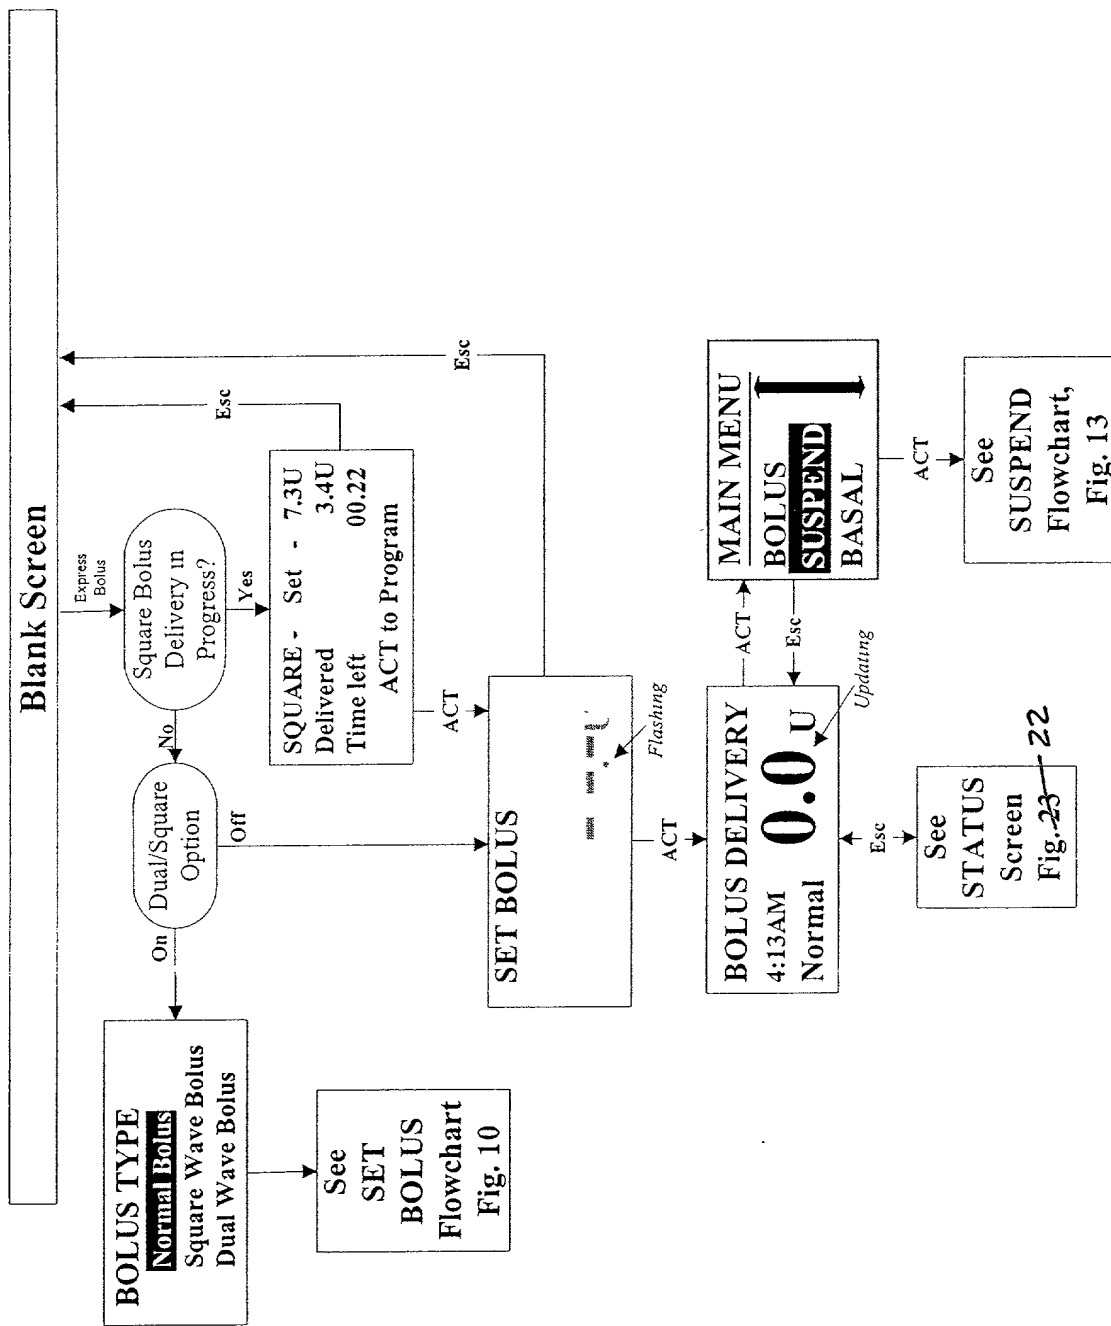 Blank Screen
Express
Bolus
Square Bolus
Delivery in
Progress?
No
Yes
Dual/Square
Option
On
Off
BOLUS TYPE
Normal Bolus
Square Wave Bolus
Dual Wave Bolus
See
SET
BOLUS
Flowchart
Fig. 10
SQUARE - Set - 7.3U
Delivered 3.4U
Time left 00.22
ACT to Program
Esc
Esc
ACT
SET BOLUS
- - -.-U
Flashing
ACT
BOLUS DELIVERY
4:13AM 0.0 U
Normal
Updating
ACT
Esc
MAIN MENU
BOLUS
SUSPEND
BASAL
ACT
See
SUSPEND
Flowchart,
Fig. 13
Esc
See
STATUS
Screen
Fig. 23 22